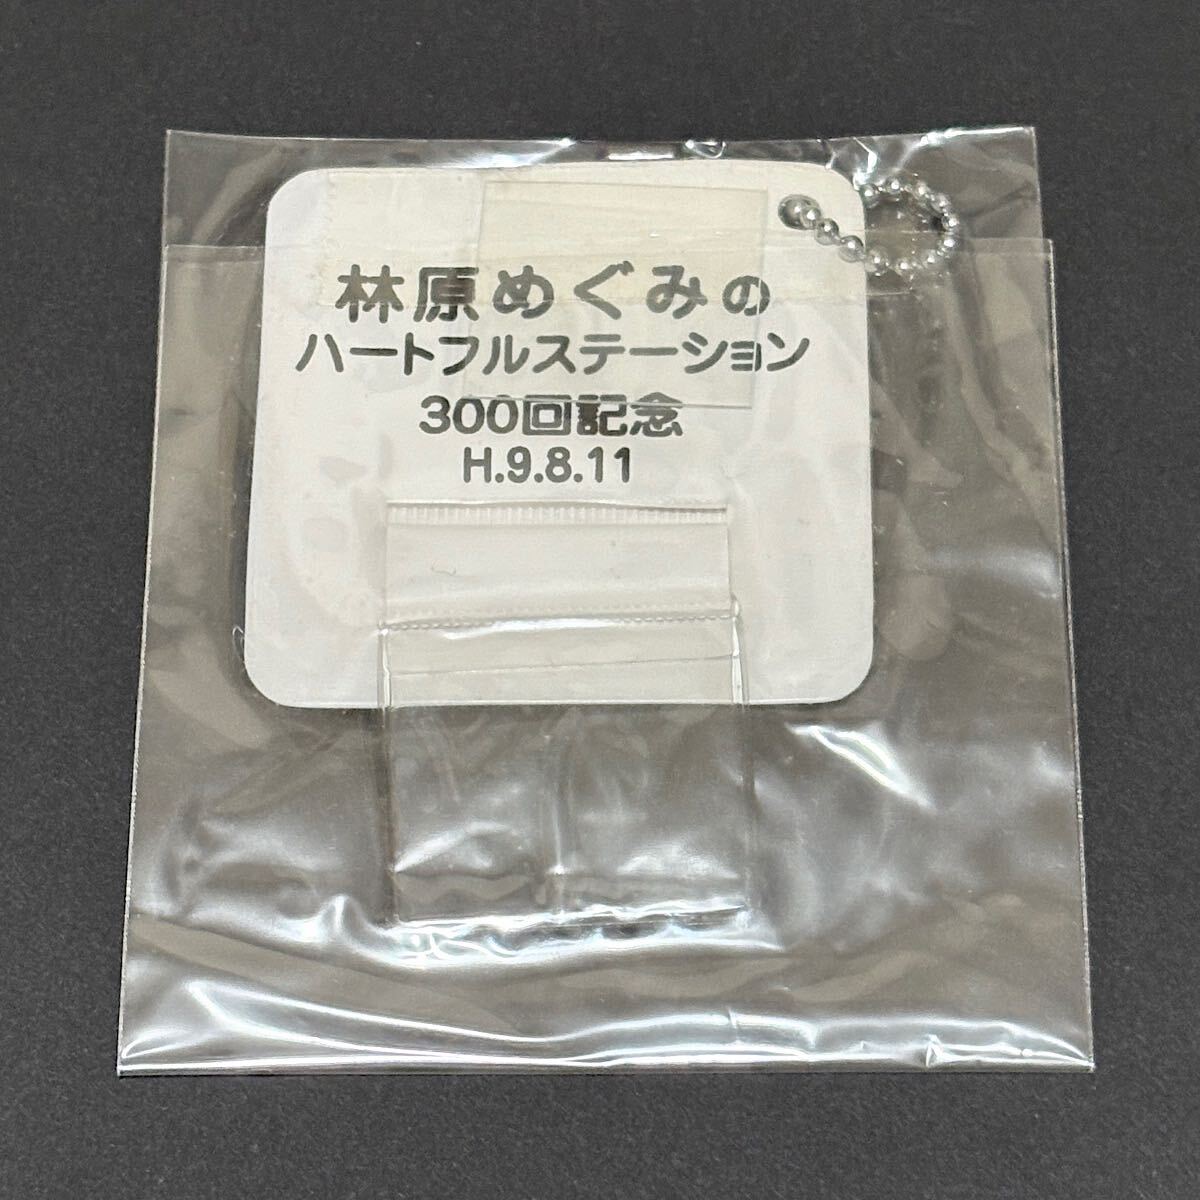 林原めぐみの
ハートフルステーション
300回記念
H.9.8.11